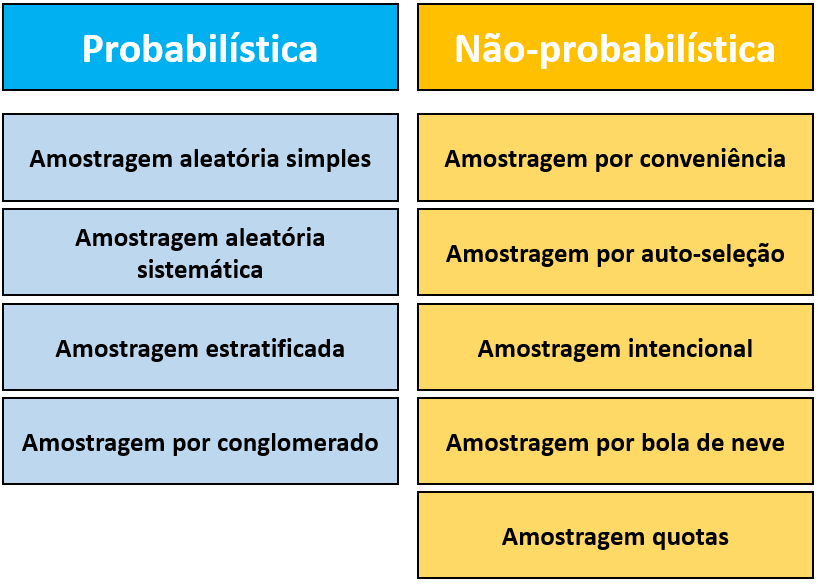 Probabilística
Não-probabilística
Amostragem aleatória simples
Amostragem por conveniência
Amostragem aleatória
sistemática
Amostragem por auto-seleção
Amostragem estratificada
Amostragem intencional
Amostragem por conglomerado
Amostragem por bola de neve
Amostragem quotas